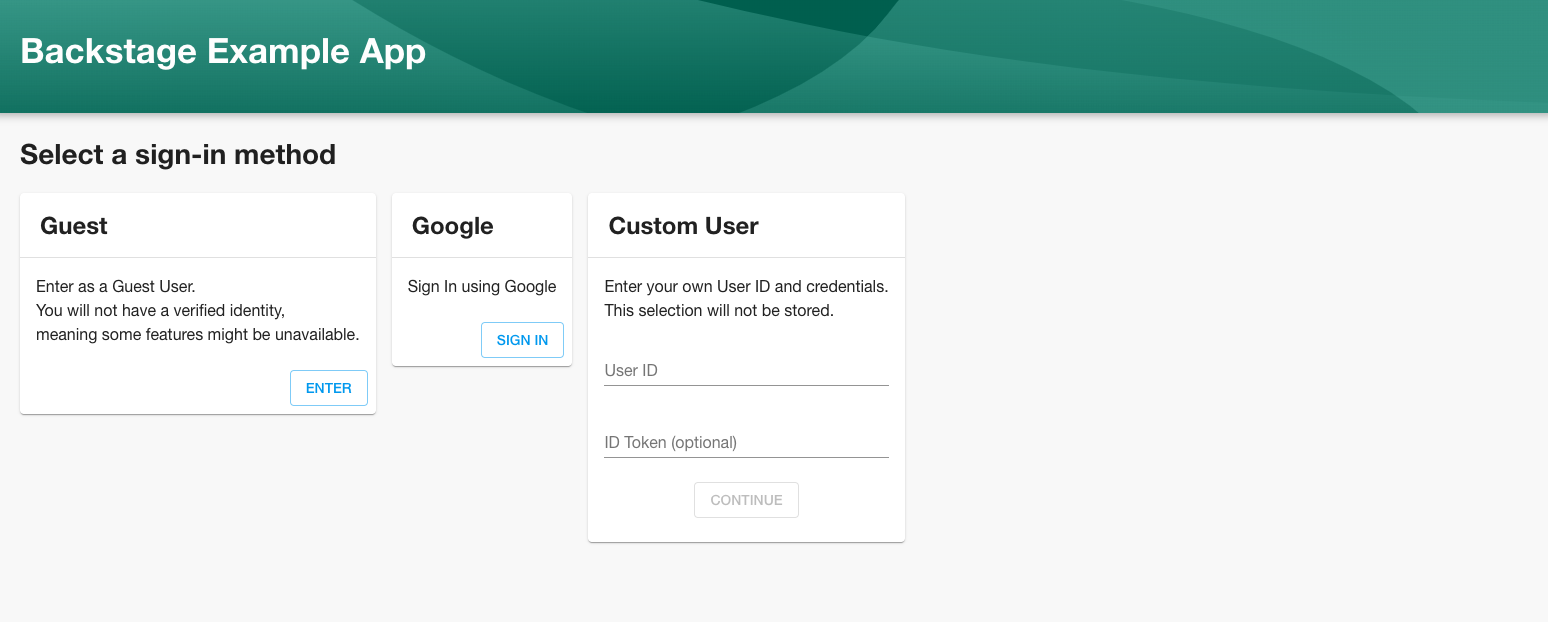 Backstage Example App
Select a sign-in method
Guest
Enter as a Guest User.
You will not have a verified identity,
meaning some features might be unavailable.
ENTER
Google
Sign In using Google
SIGN IN
Custom User
Enter your own User ID and credentials.
This selection will not be stored.
User ID
ID Token (optional)
CONTINUE